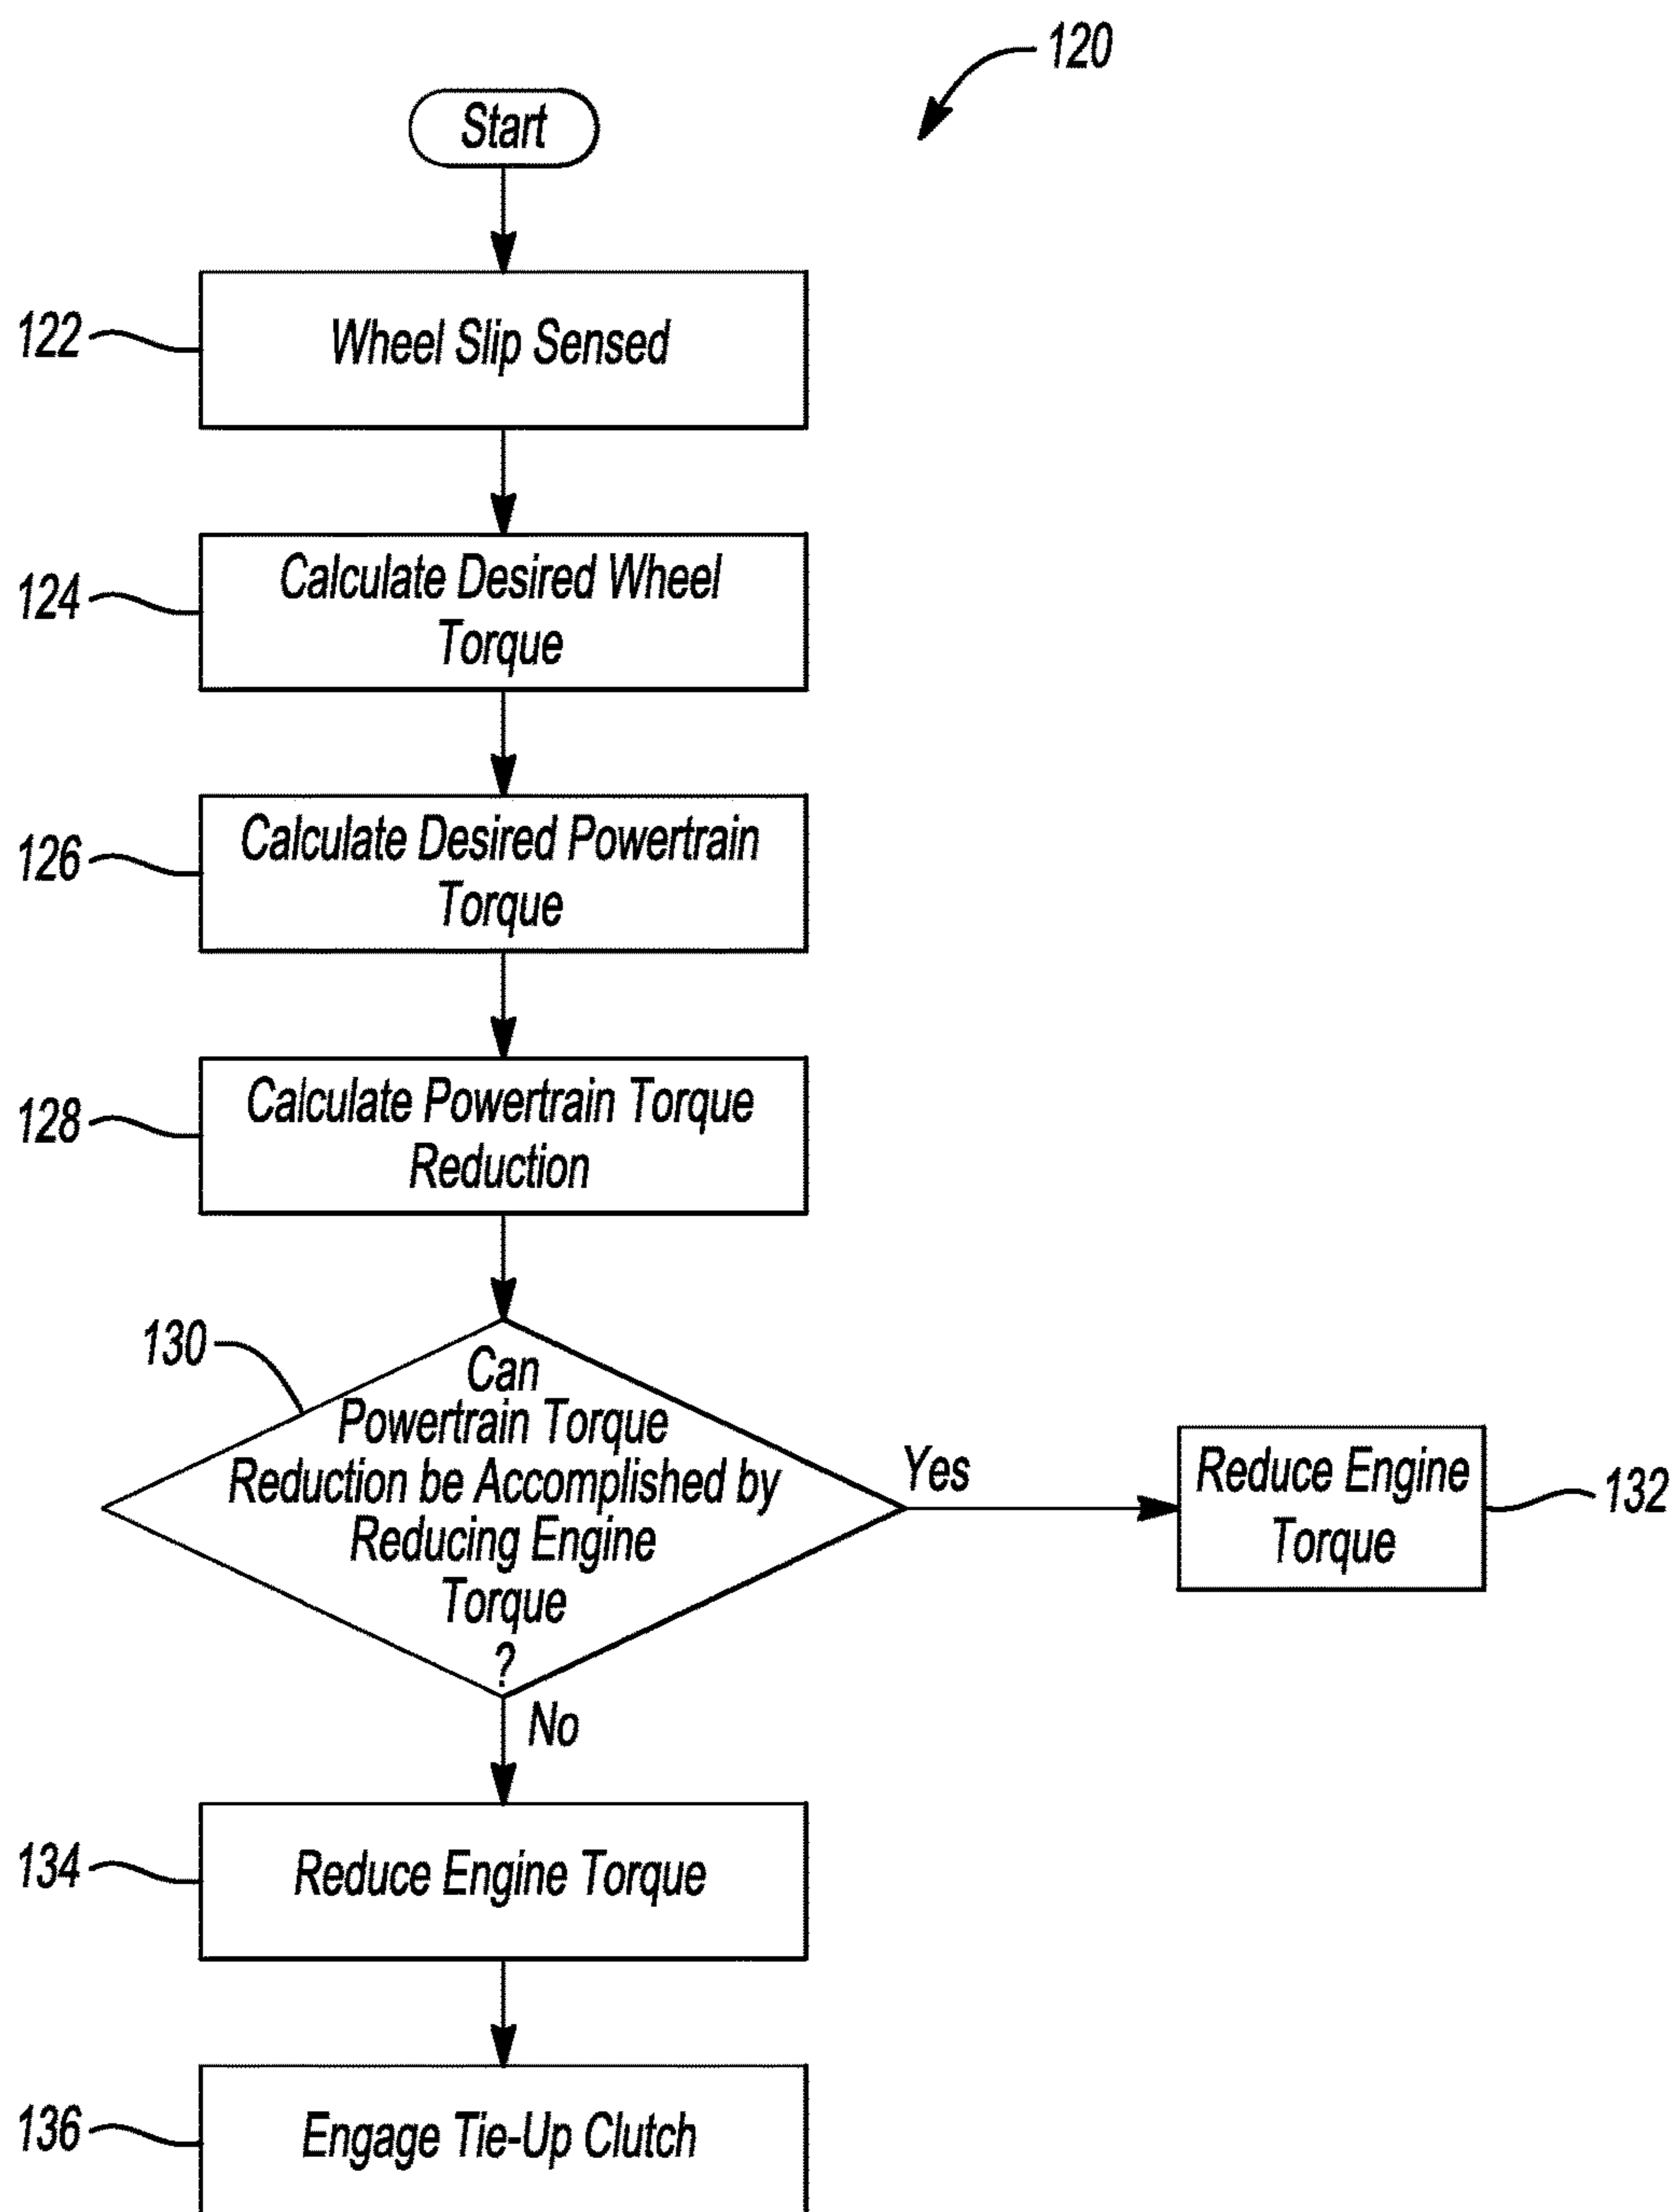 120
Start
122
Wheel Slip Sensed
124
Calculate Desired Wheel
Torque
126
Calculate Desired Powertrain
Torque
128
Calculate Powertrain Torque
Reduction
130
Can
Powertrain Torque
Reduction be Accomplished by
Reducing Engine
Torque
?
Yes
Reduce Engine
Torque
132
No
134
Reduce Engine Torque
136
Engage Tie-Up Clutch